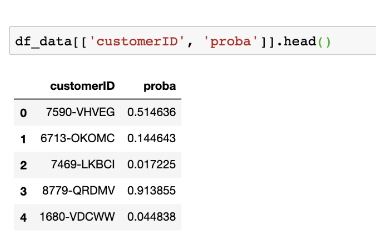 df_data[['customerID', 'proba']].head()
customerID proba
0 7590-VHVEG 0.514636
1 6713-OKOMC 0.144643
2 7469-LKBCI 0.017225
3 8779-QRDMV 0.913855
4 1680-VDCWW 0.044838